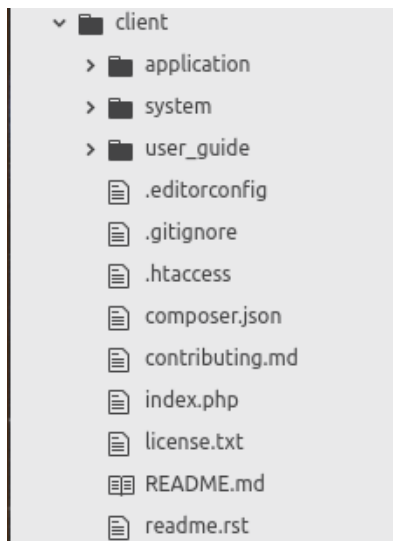 client
application
system
user_guide
.editorconfig
.gitignore
.htaccess
composer.json
contributing.md
index.php
license.txt
README.md
readme.rst